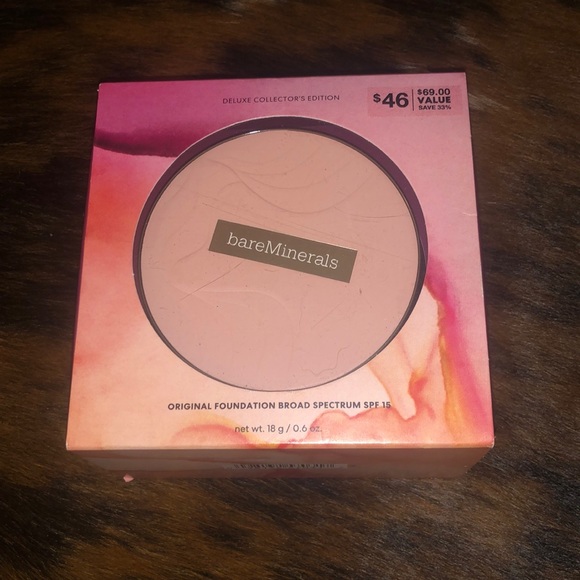 DELUXE COLLECTOR'S EDITION
$46
$69.00
VALUE
SAVE 33%
bareMinerals
ORIGINAL FOUNDATION BROAD SPECTRUM SPF 15
net wt. 18 g / 0.6 oz.